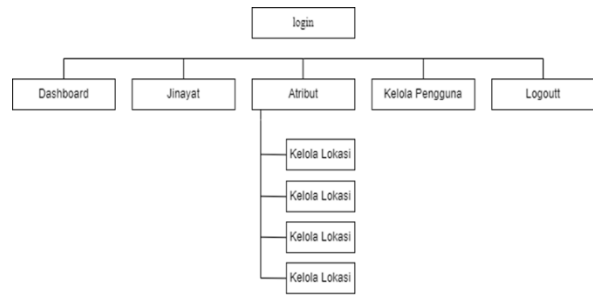 login
Dashboard
Jinayat
Atribut
Kelola Pengguna
Logoutt
Kelola Lokasi
Kelola Lokasi
Kelola Lokasi
Kelola Lokasi